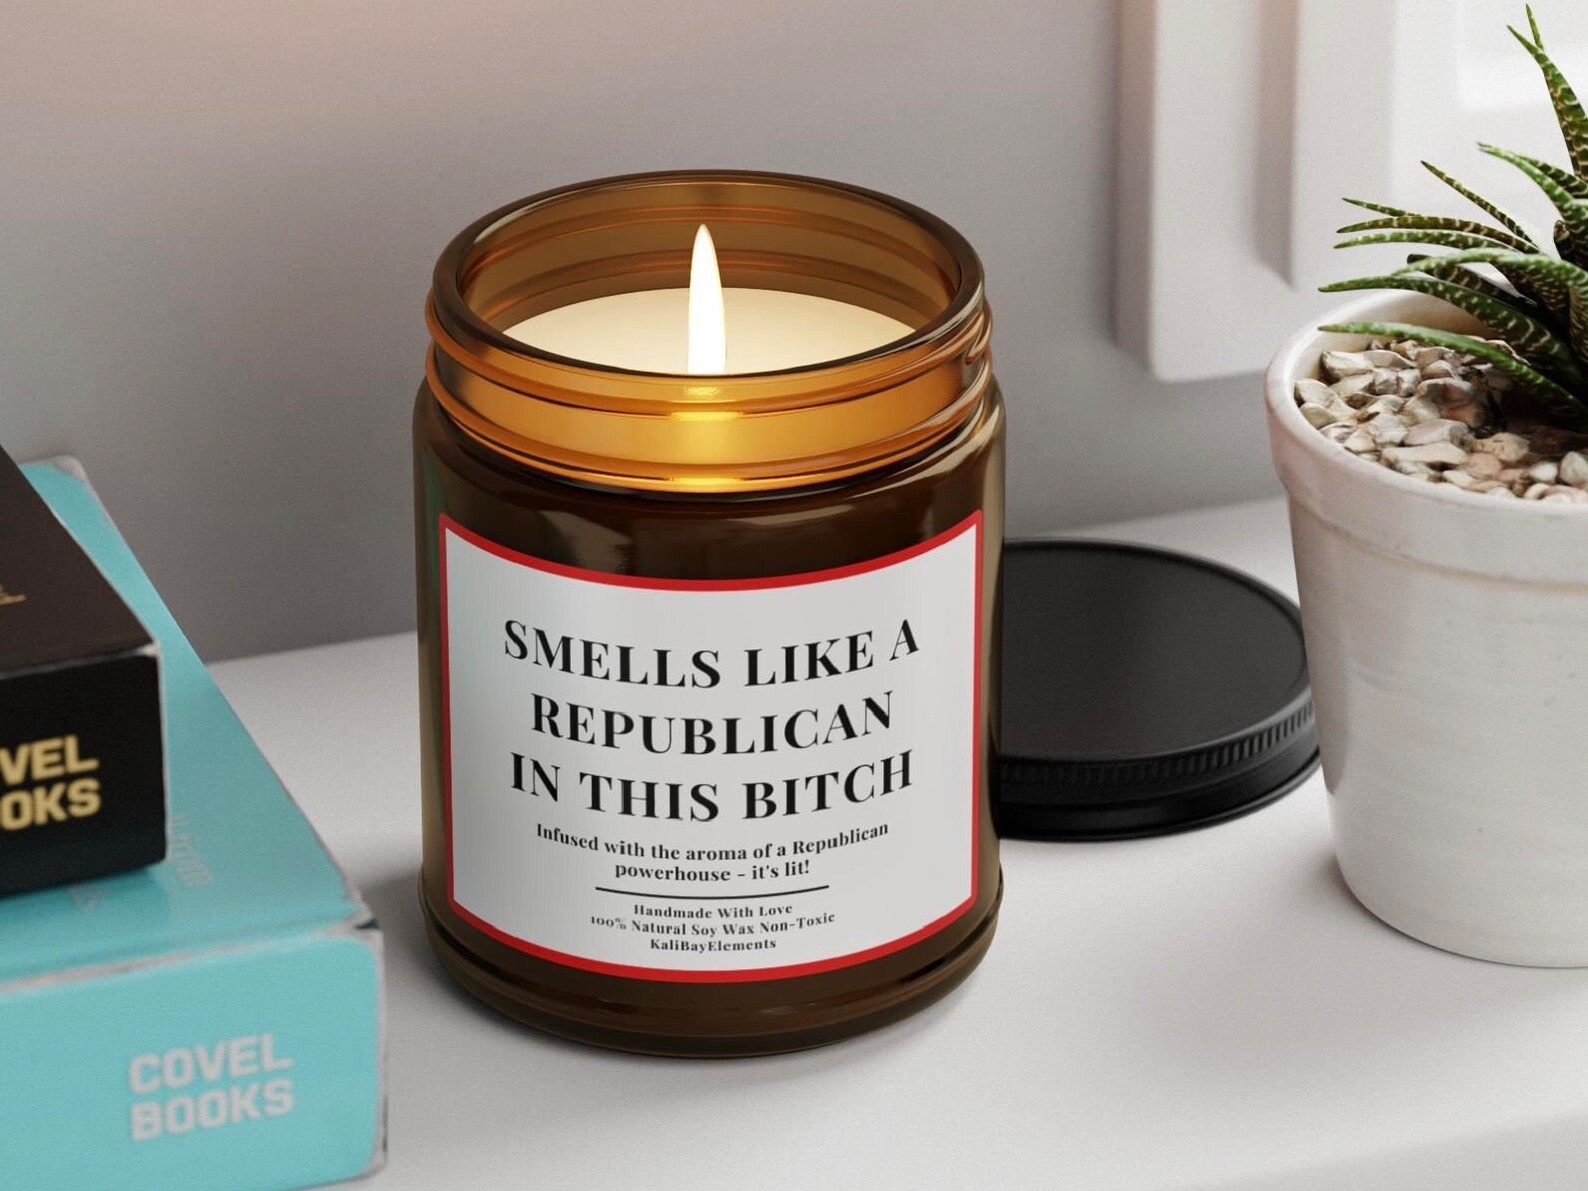 SMELLS LIKE A
REPUBLICAN
IN THIS BITCH
Infused with the aroma of a Republican
powerhouse - it's lit!
Handmade With Love
100% Natural Soy Wax Non-Toxic
KaliBayElements
VEL
OKS
COVEL
BOOKS